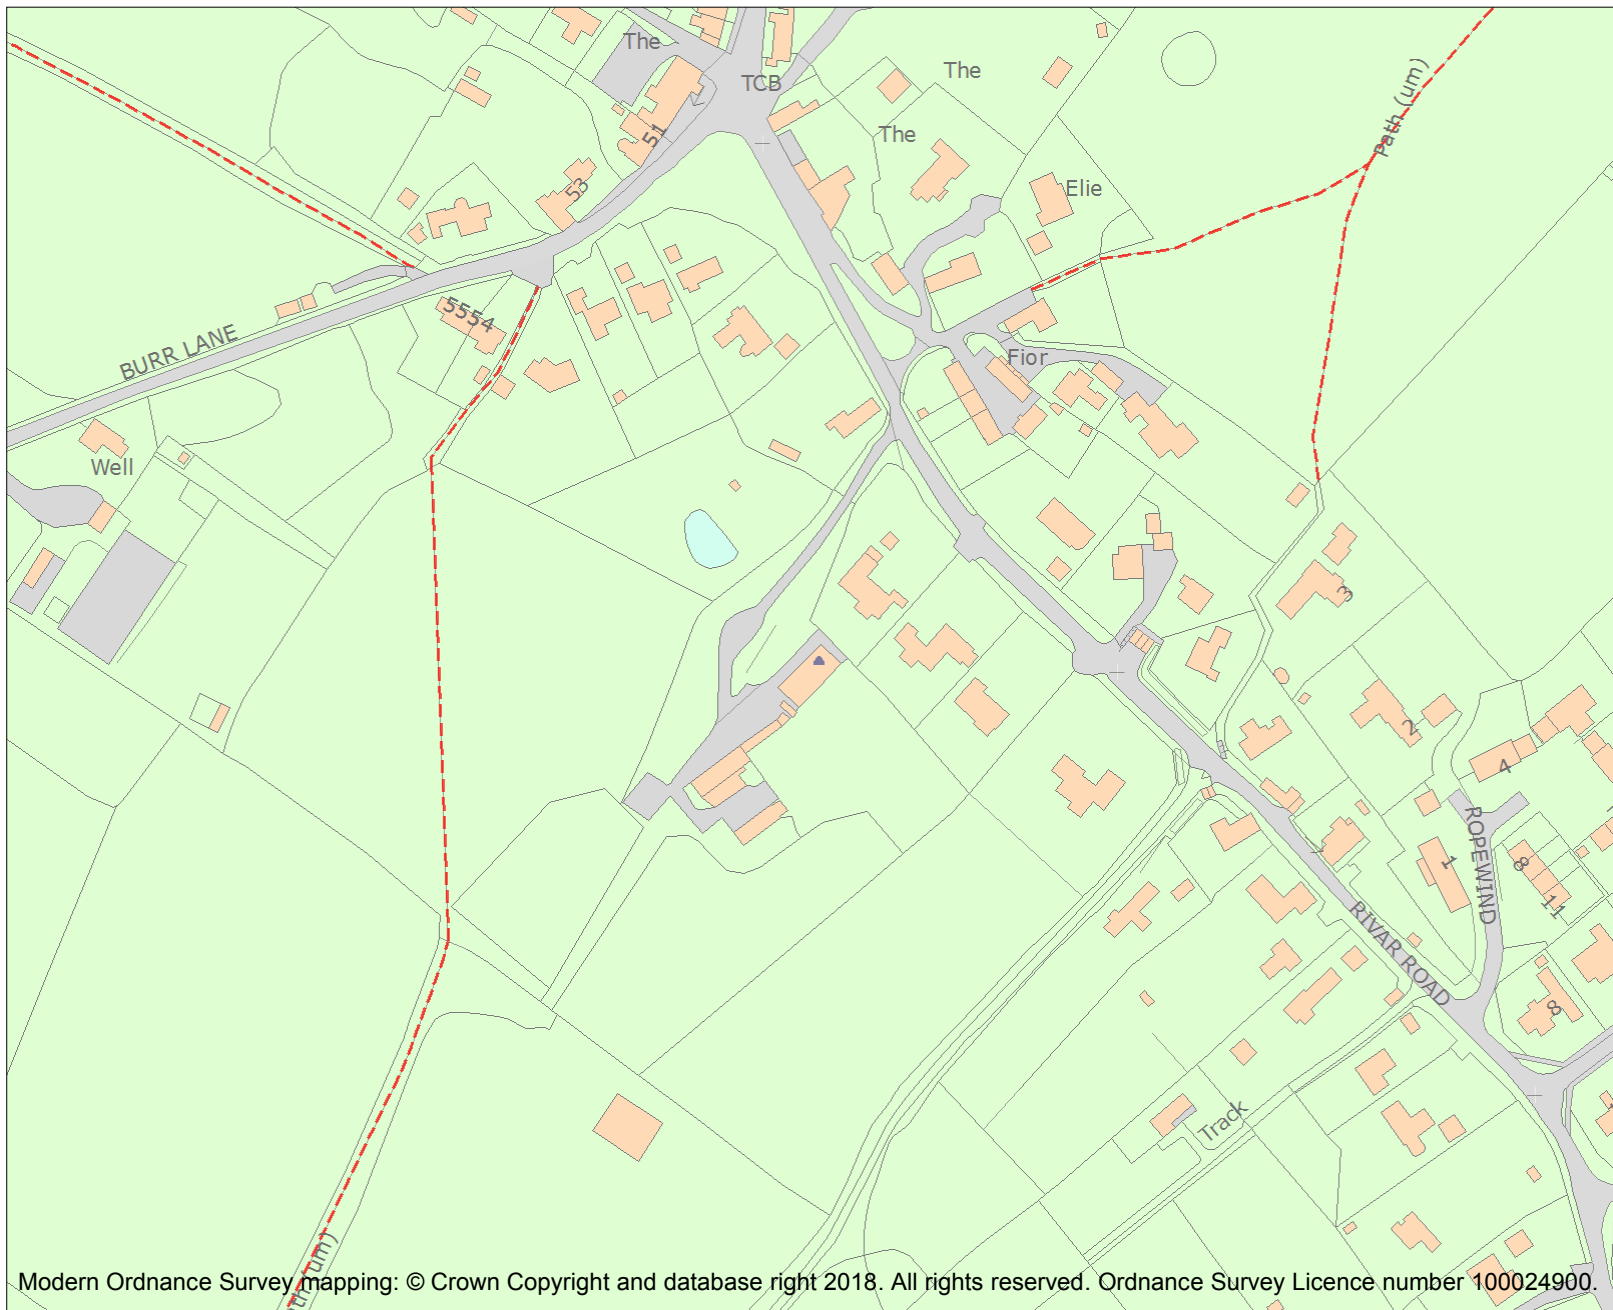 The
The
TCB
Path (um)
The
51
Elie
53
5554
BURR LANE
Fior
Well
3
2
4
ROPEWIND
1
8
11
RIVAR ROAD
8
Track
Modern Ordnance Survey mapping: © Crown Copyright and database right 2018. All rights reserved. Ordnance Survey Licence number 100024900.